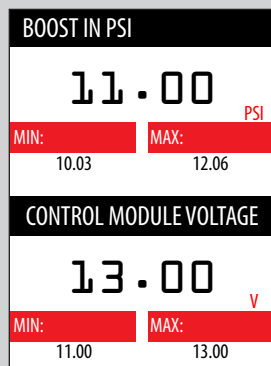 BOOST IN PSI
11.00
PSI
MIN: MAX:
10.03 12.06
CONTROL MODULE VOLTAGE
13.00
V
MIN: MAX:
11.00 13.00